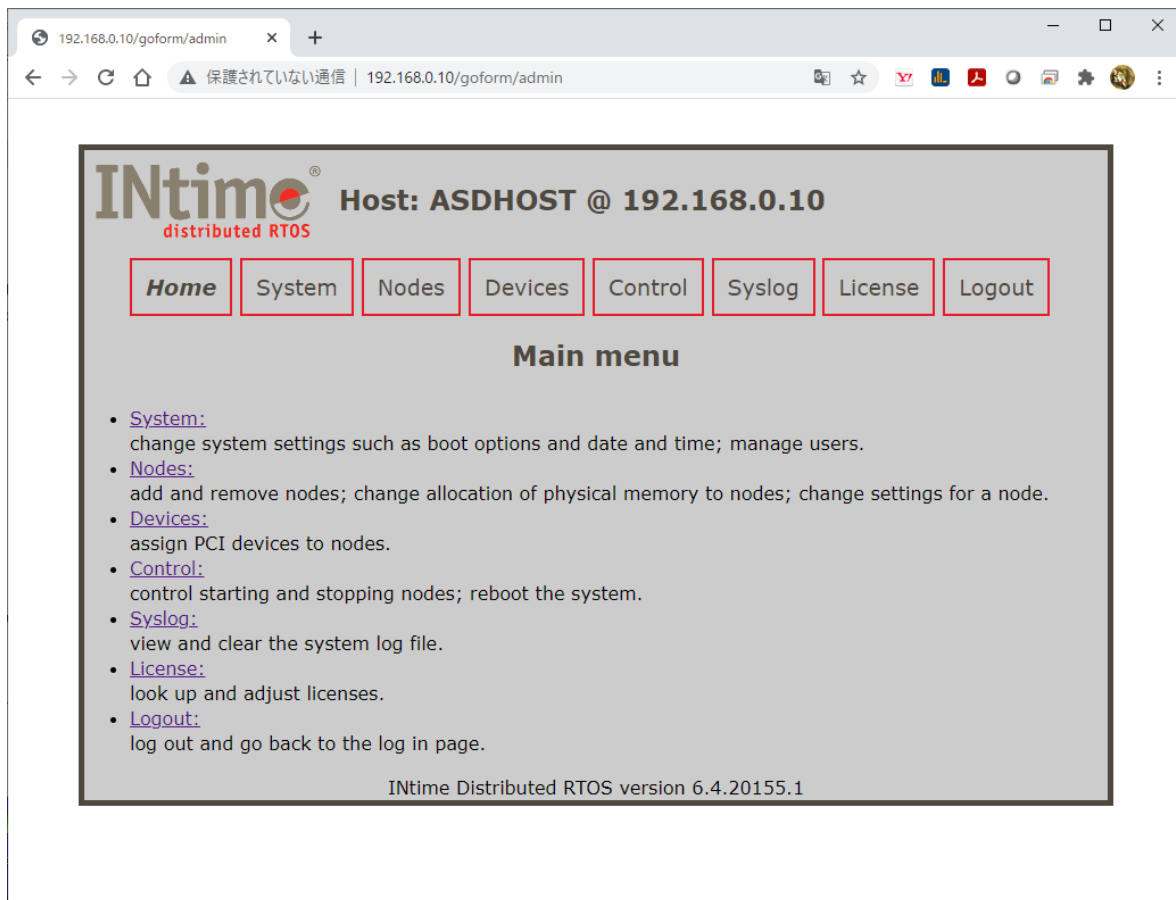 192.168.0.10/goform/admin
保護されていない通信 | 192.168.0.10/goform/admin
INtime®
distributed RTOS
Host: ASDHOST @ 192.168.0.10
Home System Nodes Devices Control Syslog License Logout
Main menu
• System:
change system settings such as boot options and date and time; manage users.
• Nodes:
add and remove nodes; change allocation of physical memory to nodes; change settings for a node.
• Devices:
assign PCI devices to nodes.
• Control:
control starting and stopping nodes; reboot the system.
• Syslog:
view and clear the system log file.
• License:
look up and adjust licenses.
• Logout:
log out and go back to the log in page.
INtime Distributed RTOS version 6.4.20155.1